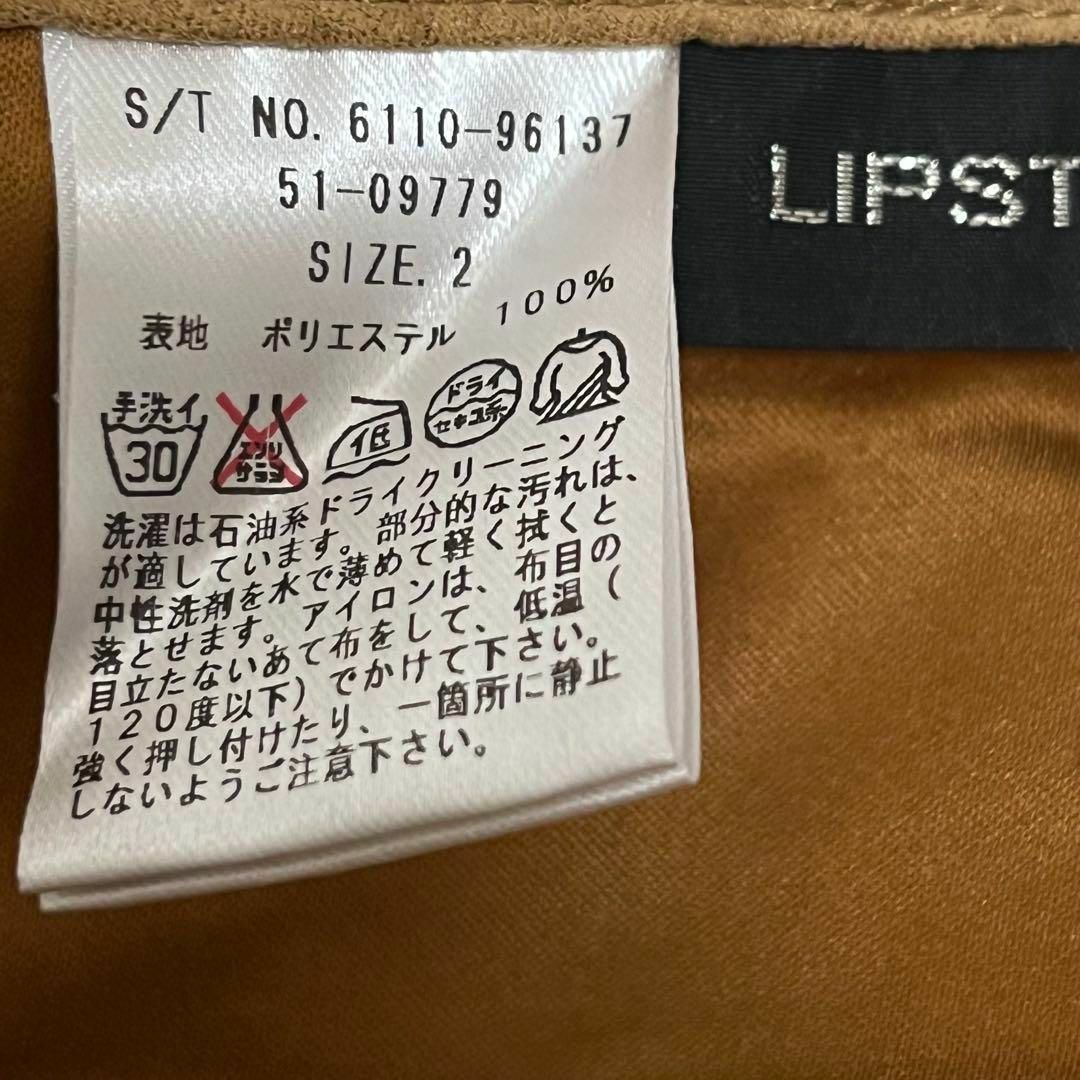 S/T NO. 6110-96137
51-09779
SIZE. 2
表地 ポリエステル 100%
手洗イ
30
エンソ
サラシ
低
ドライ
セキユ系
洗濯は石油系ドライクリーニング
が適しています。部分的な汚れは、
中性洗剤を水で薄めて軽く拭くと
落とせます。アイロンは、布目の
目立たないあて布をして、低温(
120度以下)でかけて下さい。
強く押し付けたり、一箇所に静止
しないようご注意下さい。
LIPST